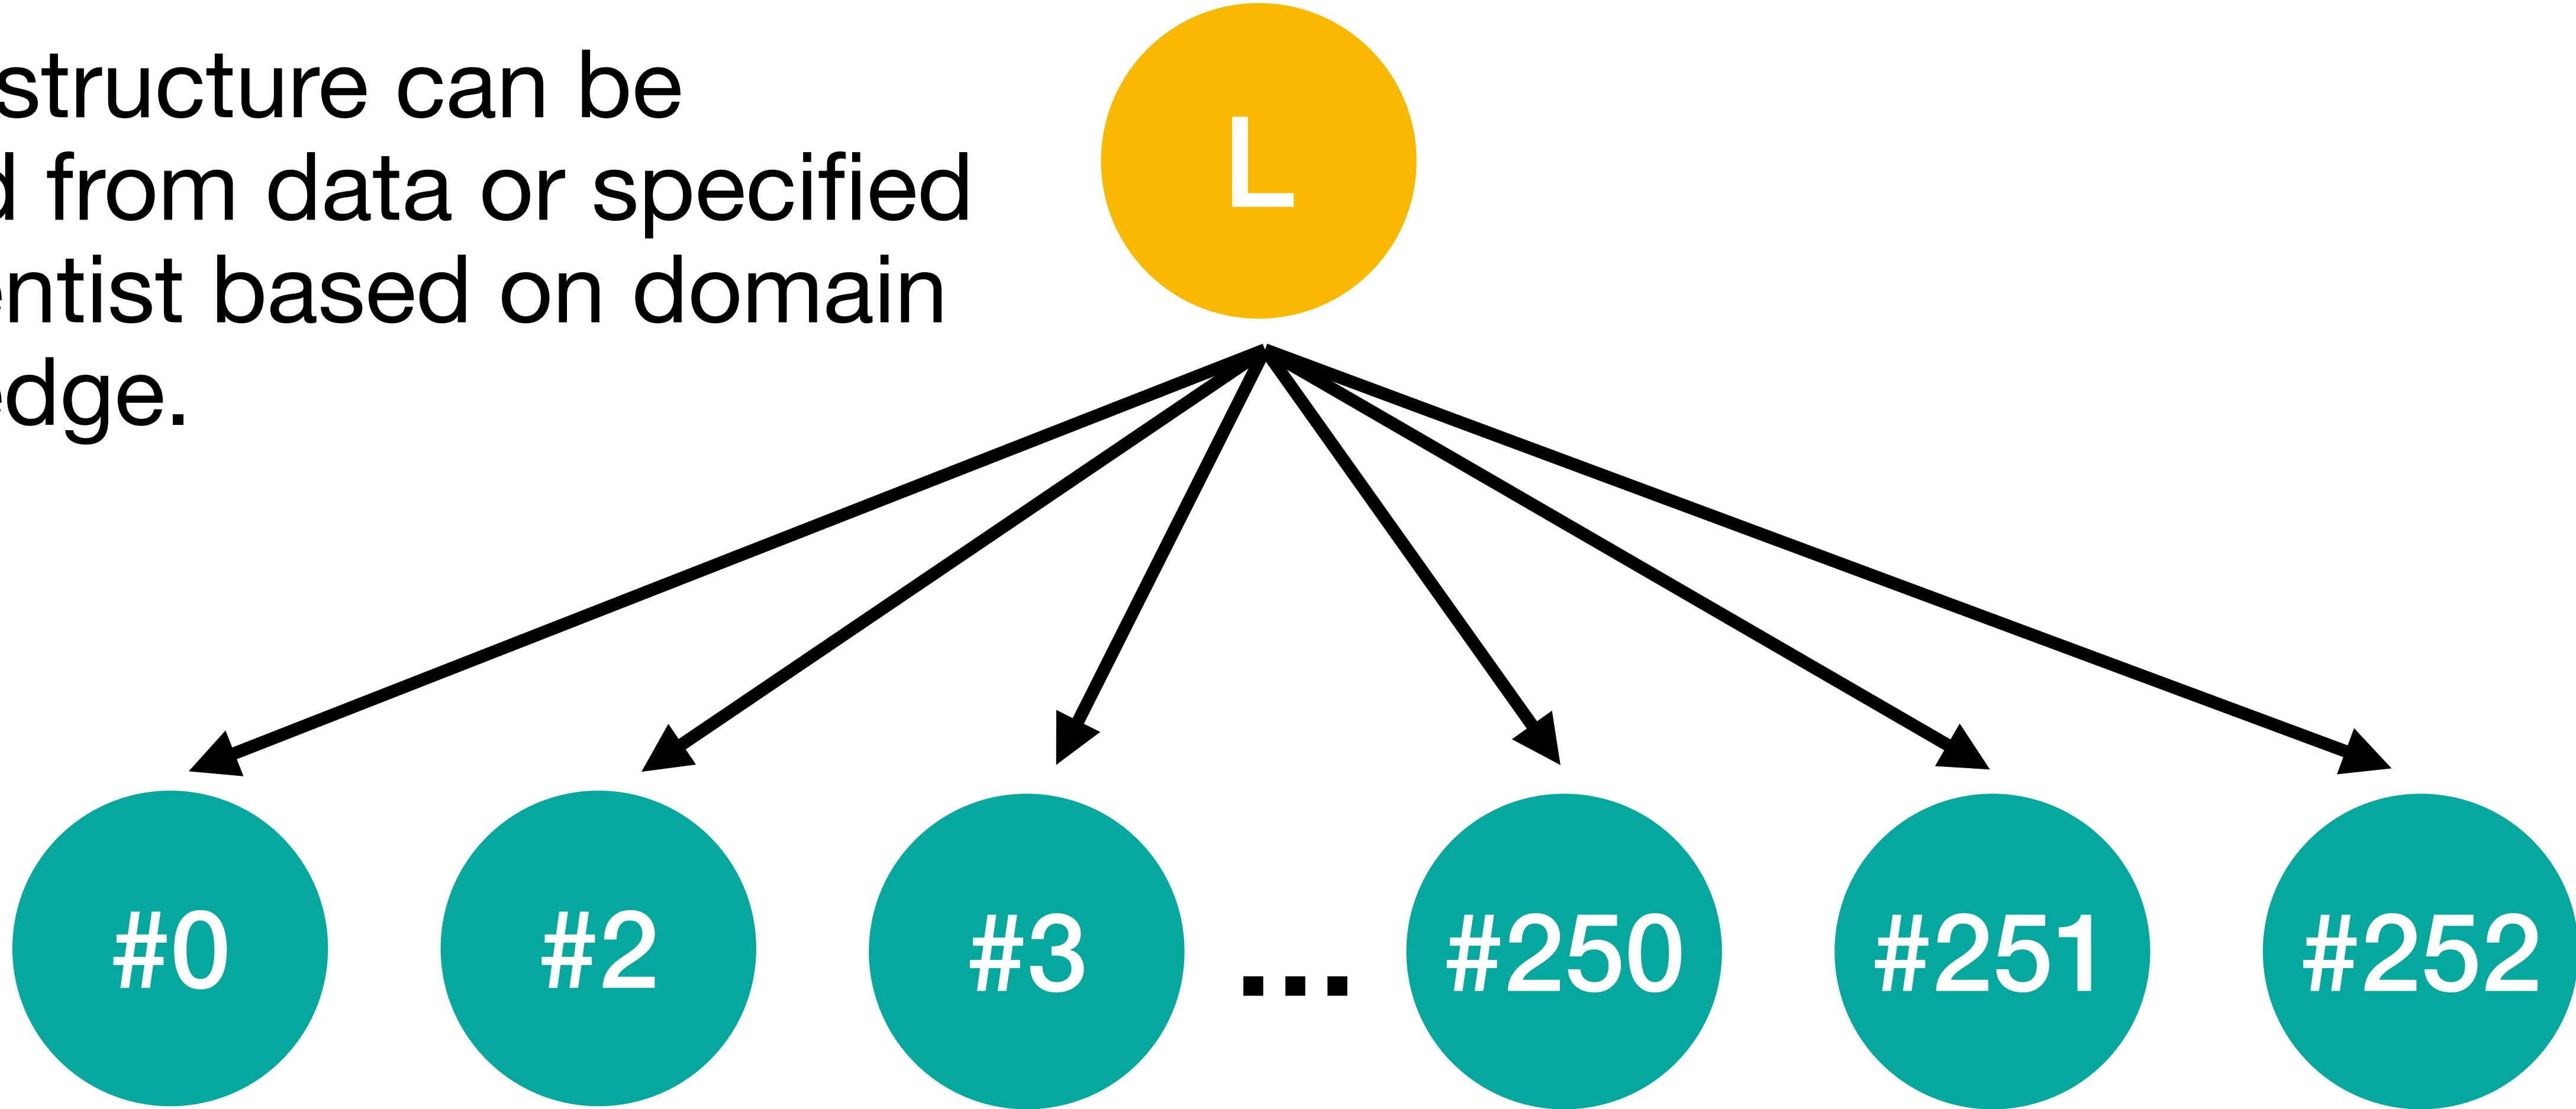 structure can be
d from data or specified
entist based on domain
edge.
L
#0 #2 #3 ... #250 #251 #252